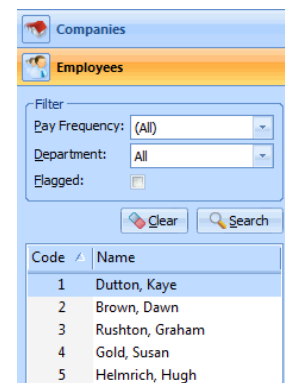 Companies
Employees
Filter
Pay Frequency: (All)
Department: All
Flagged:
Clear Search
Code Name
1 Dutton, Kaye
2 Brown, Dawn
3 Rushton, Graham
4 Gold, Susan
5 Helmrich, Hugh